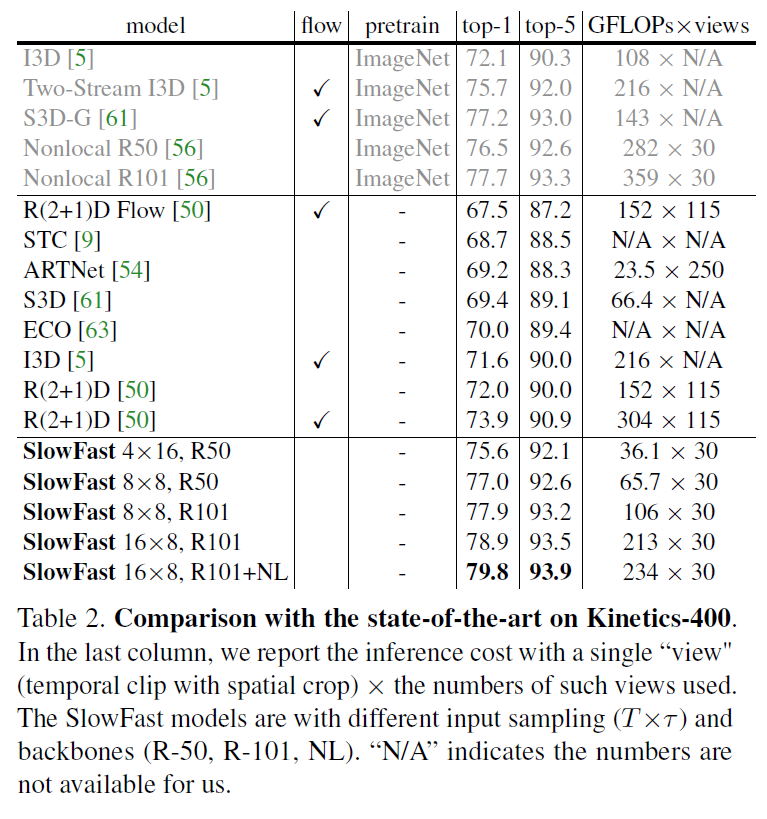 model flow pretrain top-1 top-5 GFLOPs×views
I3D [5] ImageNet 72.1 90.3 108 × N/A
Two-Stream I3D [5] ✓ ImageNet 75.7 92.0 216 × N/A
S3D-G [61] ✓ ImageNet 77.2 93.0 143 × N/A
Nonlocal R50 [56] ImageNet 76.5 92.6 282 × 30
Nonlocal R101 [56] ImageNet 77.7 93.3 359 × 30
R(2+1)D Flow [50] ✓ - 67.5 87.2 152 × 115
STC [9] - 68.7 88.5 N/A × N/A
ARTNet [54] - 69.2 88.3 23.5 × 250
S3D [61] - 69.4 89.1 66.4 × N/A
ECO [63] - 70.0 89.4 N/A × N/A
I3D [5] ✓ - 71.6 90.0 216 × N/A
R(2+1)D [50] - 72.0 90.0 152 × 115
R(2+1)D [50] ✓ - 73.9 90.9 304 × 115
SlowFast 4×16, R50 - 75.6 92.1 36.1 × 30
SlowFast 8×8, R50 - 77.0 92.6 65.7 × 30
SlowFast 8×8, R101 - 77.9 93.2 106 × 30
SlowFast 16×8, R101 - 78.9 93.5 213 × 30
SlowFast 16×8, R101+NL - 79.8 93.9 234 × 30
Table 2. Comparison with the state-of-the-art on Kinetics-400.
In the last column, we report the inference cost with a single “view"
(temporal clip with spatial crop) × the numbers of such views used.
The SlowFast models are with different input sampling (T×τ) and
backbones (R-50, R-101, NL). “N/A” indicates the numbers are
not available for us.